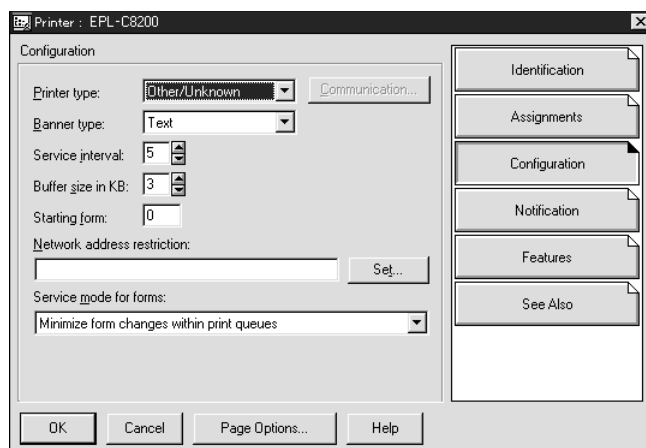 Printer : EPL-C8200
Configuration
Printer type: Other/Unknown Communication...
Banner type: Text
Service interval: 5
Buffer size in KB: 3
Starting form: 0
Network address restriction:
Set...
Service mode for forms:
Minimize form changes within print queues
Identification
Assignments
Configuration
Notification
Features
See Also
OK Cancel Page Options... Help